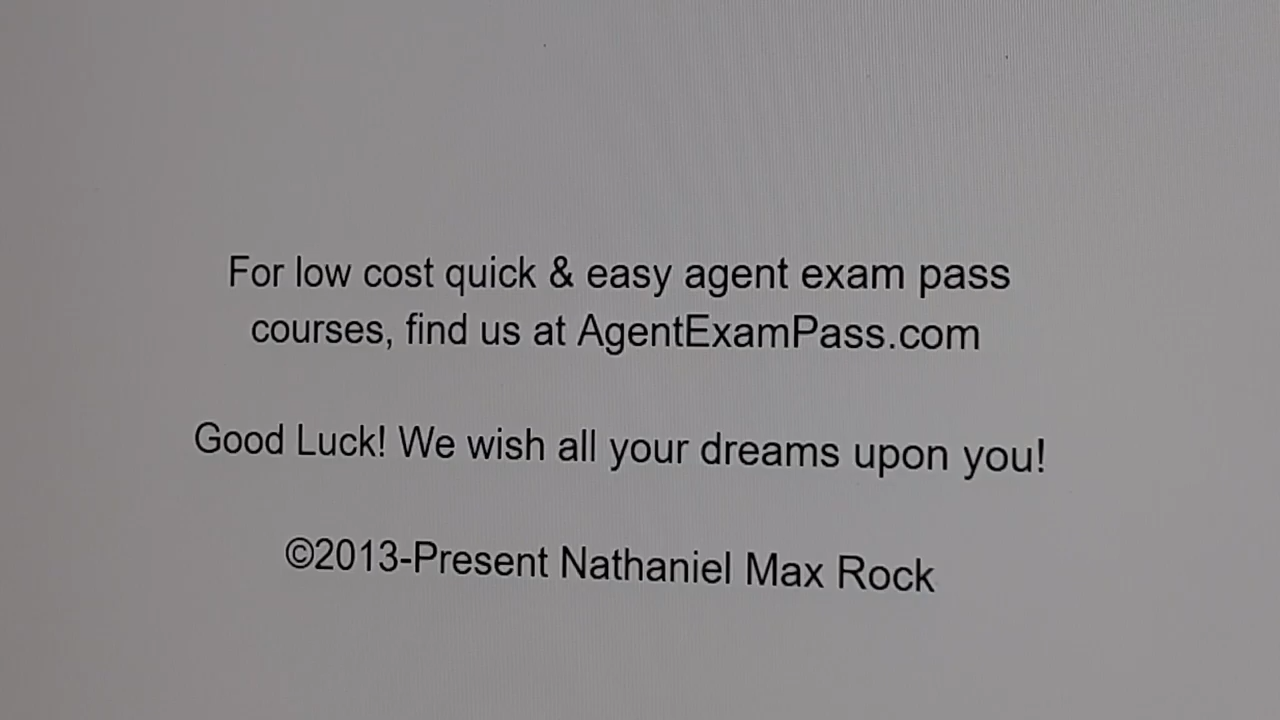 For low cost quick & easy agent exam pass
courses, find us at AgentExamPass.com
Good Luck! We wish all your dreams upon you!
©2013-Present Nathaniel Max Rock